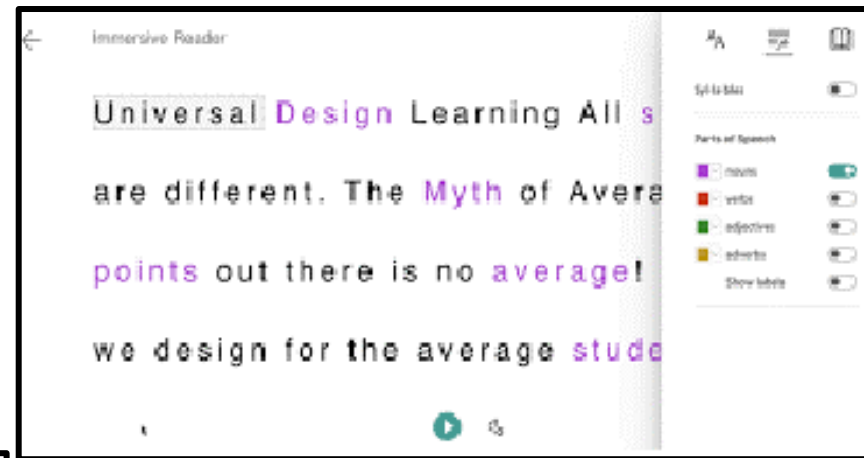 Immersive Reader
Universal Design Learning All s
are different. The Myth of Avera
points out there is no average!
we design for the average stude
Syllables
Parts of Speech
nouns
verbs
adjectives
adverbs
Show labels